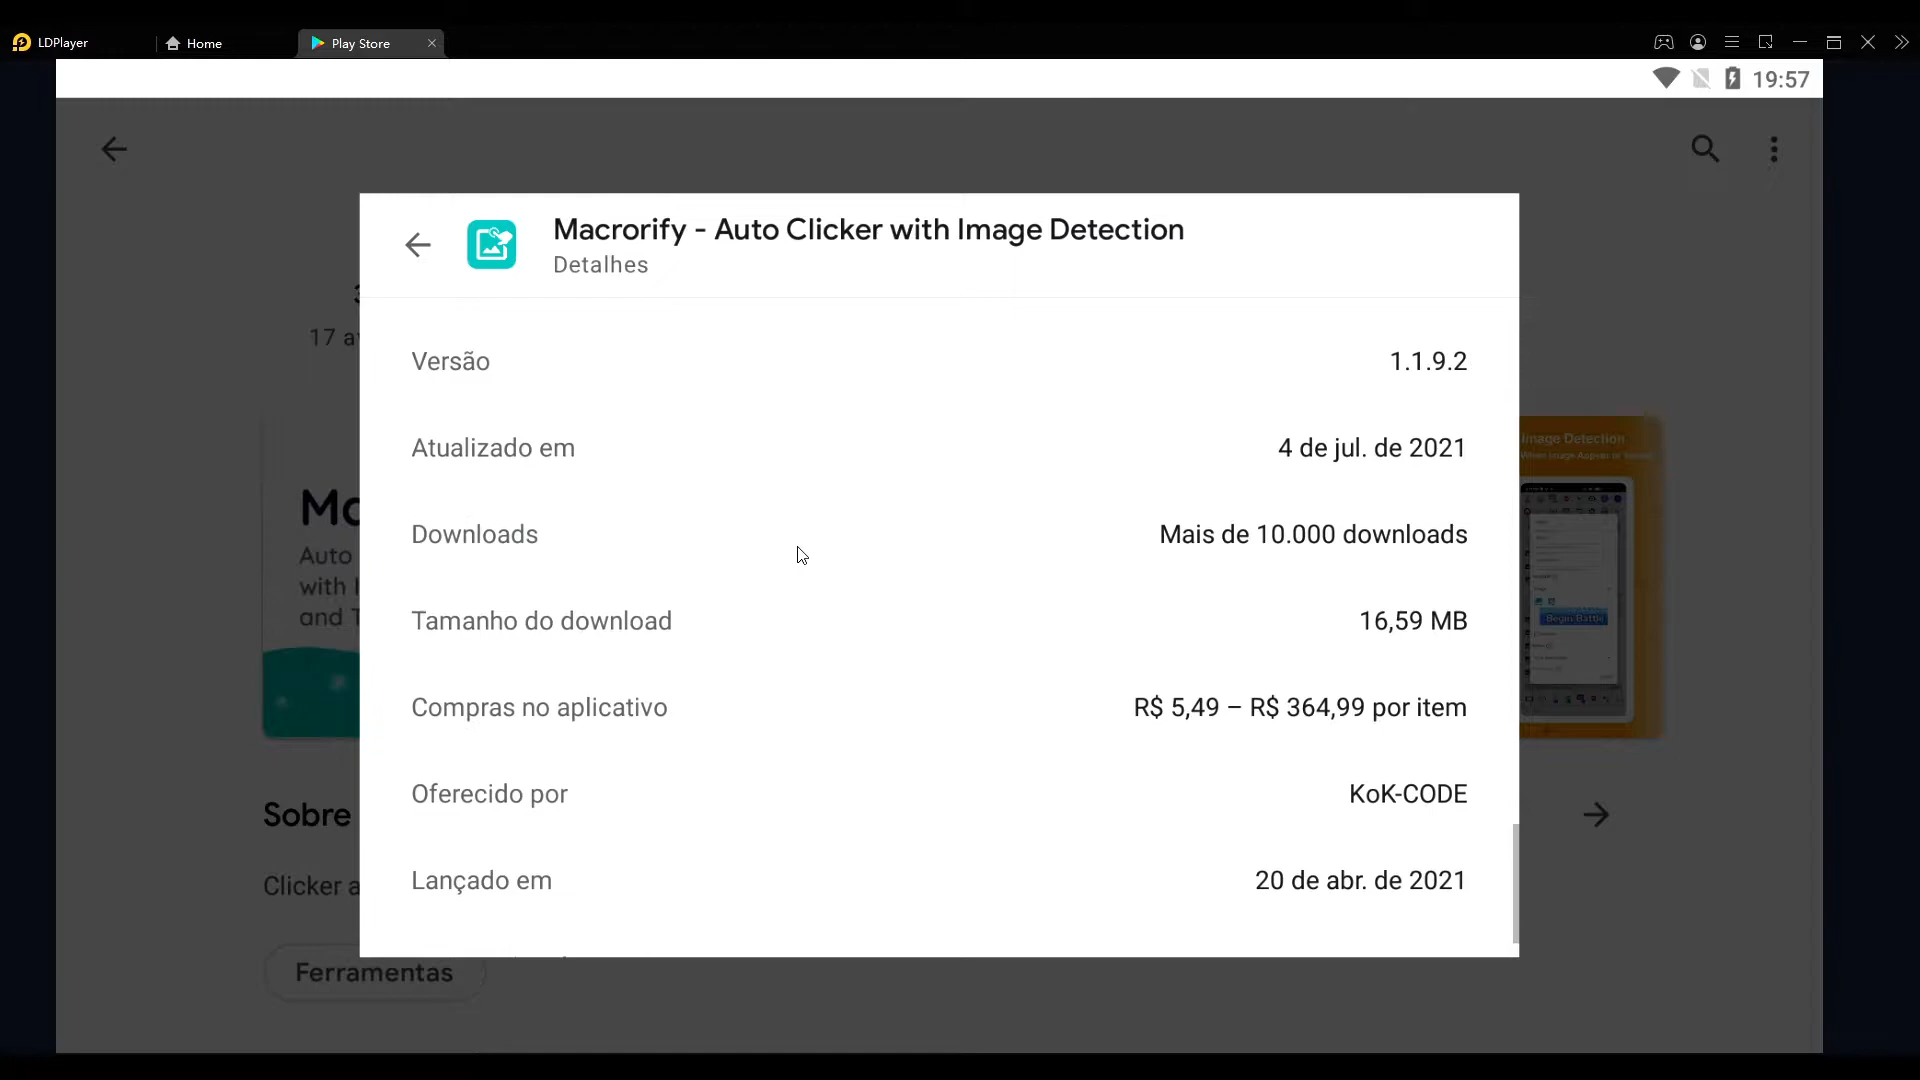 LDPlayer
Home
Play Store
19:57
Macrorify - Auto Clicker with Image Detection
Detalhes
17 a
Versão 1.1.9.2
Atualizado em 4 de jul. de 2021
Image Detection
Downloads Mais de 10.000 downloads
Auto
with I
and T
Tamanho do download 16,59 MB
Begin Battle
Compras no aplicativo R$ 5,49 – R$ 364,99 por item
Oferecido por KoK-CODE
Sobre
Lançado em 20 de abr. de 2021
Clicker a
Ferramentas